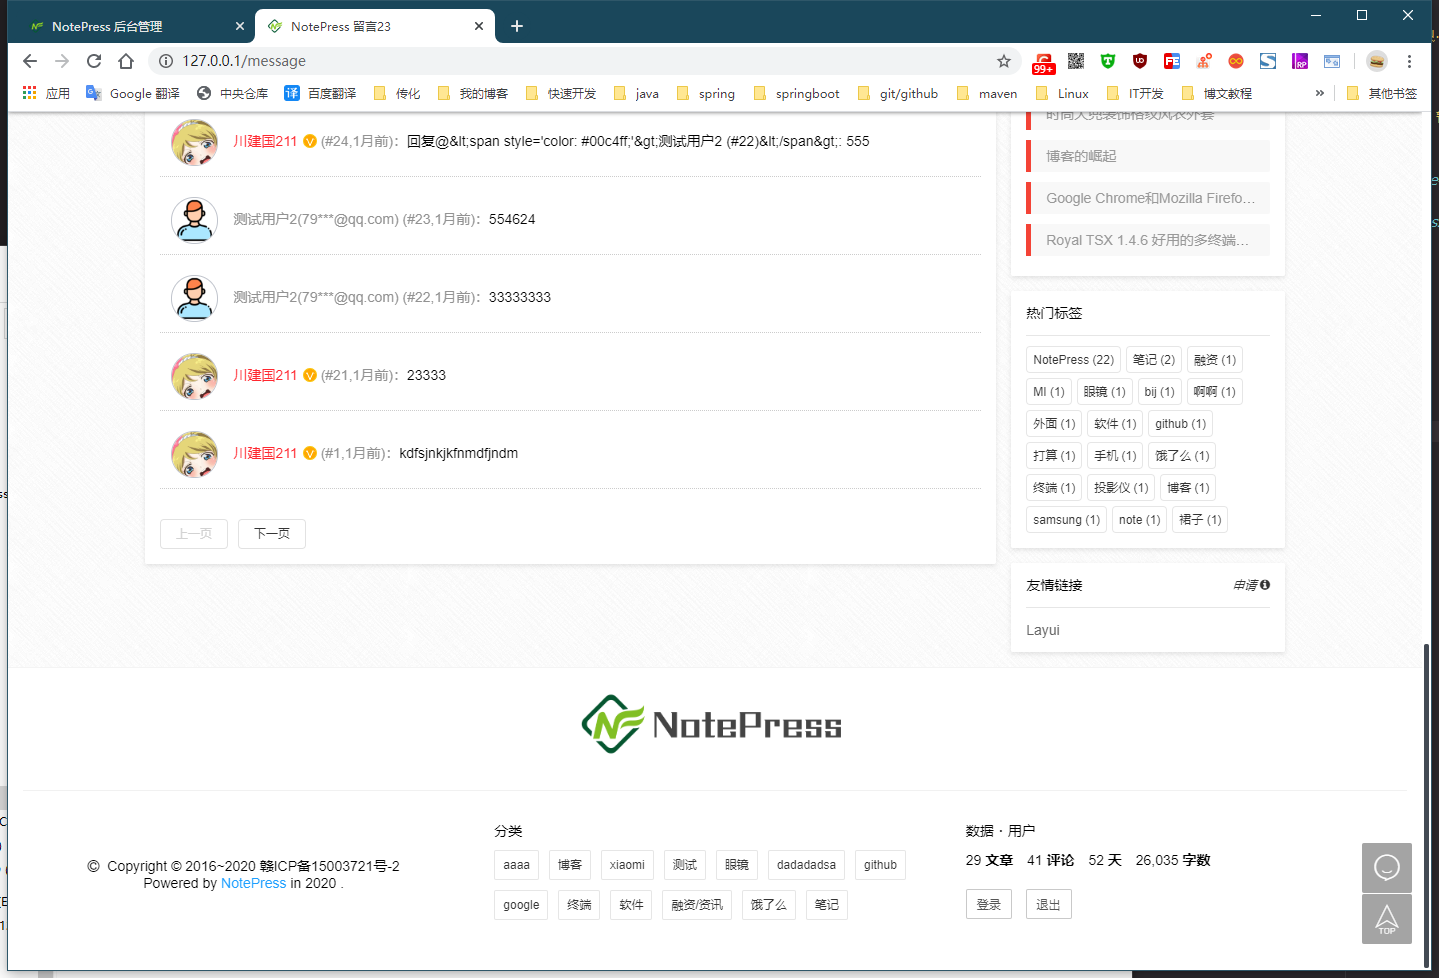 NotePress 后台管理
NotePress 留言23
127.0.0.1/message
99+
应用
Google 翻译
中央仓库
译 百度翻译
传化
我的博客
快速开发
java
spring
springboot
git/github
maven
Linux
IT开发
博文教程
»
其他书签
川建国211 V (#24,1月前)：回复@&lt;span style='color: #00c4ff;'&gt;测试用户2 (#22)&lt;/span&gt;: 555
测试用户2(79***@qq.com) (#23,1月前)：554624
测试用户2(79***@qq.com) (#22,1月前)：33333333
川建国211 V (#21,1月前)：23333
川建国211 V (#1,1月前)：kdfsjnkjkfnmdfjndm
上一页 下一页
博客的崛起
Google Chrome和Mozilla Firefo...
Royal TSX 1.4.6 好用的多终端...
热门标签
NotePress (22) 笔记 (2) 融资 (1)
MI (1) 眼镜 (1) bij (1) 啊啊 (1)
外面 (1) 软件 (1) github (1)
打算 (1) 手机 (1) 饿了么 (1)
终端 (1) 投影仪 (1) 博客 (1)
samsung (1) note (1) 裙子 (1)
友情链接 申请
Layui
NotePress
© Copyright © 2016~2020 赣ICP备15003721号-2
Powered by NotePress in 2020 .
分类
aaaa 博客 xiaomi 测试 眼镜 dadadadsa github
google 终端 软件 融资/资讯 饿了么 笔记
数据・用户
29 文章 41 评论 52 天 26,035 字数
登录 退出
TOP